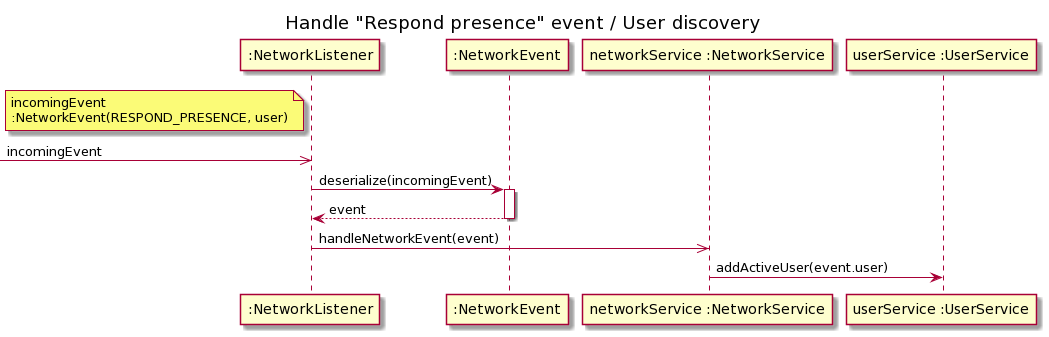 Handle "Respond presence" event / User discovery
:NetworkListener
:NetworkEvent
networkService :NetworkService
userService :UserService
incomingEvent
:NetworkEvent(RESPOND_PRESENCE, user)
incomingEvent
deserialize(incomingEvent)
event
handleNetworkEvent(event)
addActiveUser(event.user)
:NetworkListener
:NetworkEvent
networkService :NetworkService
userService :UserService